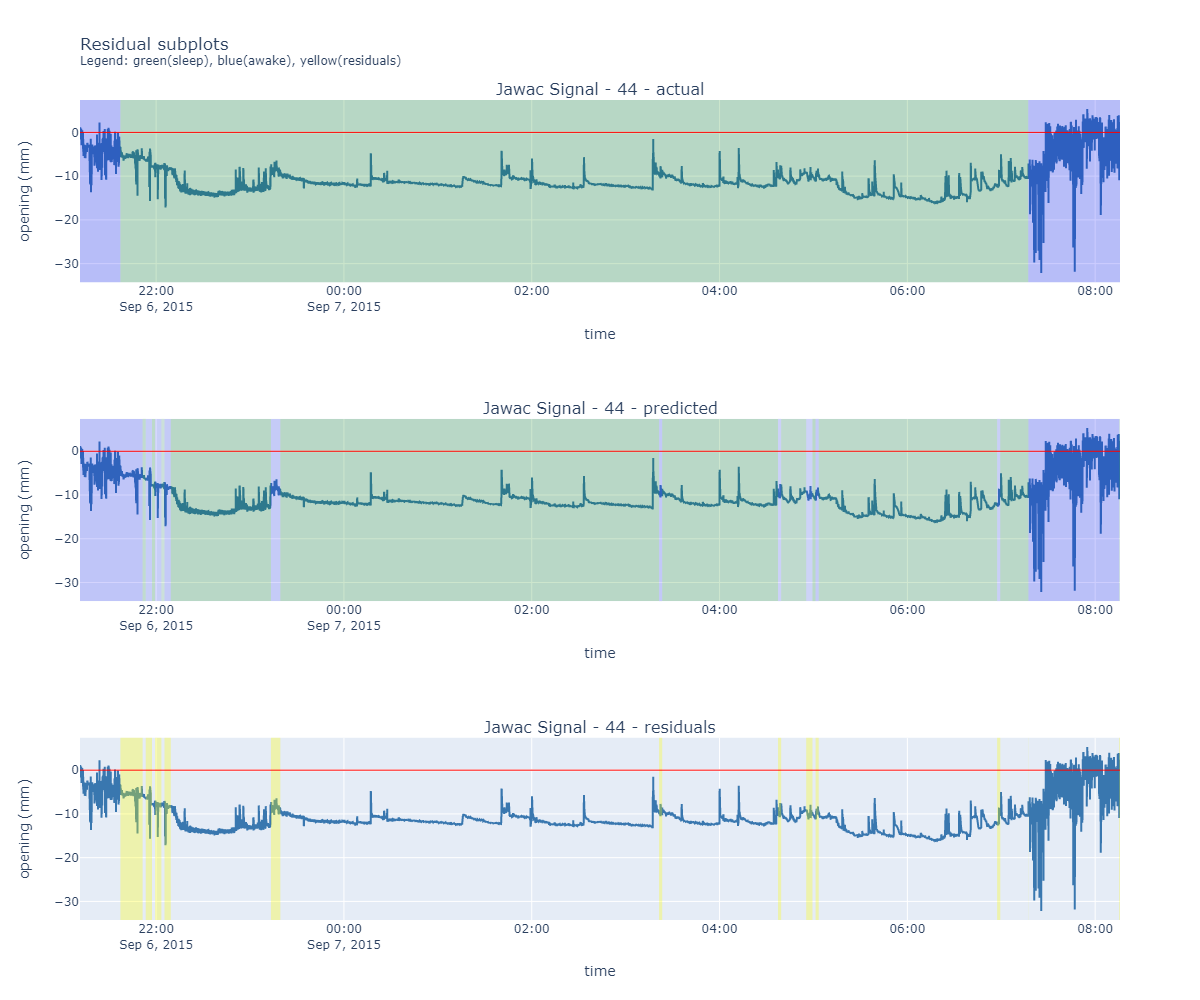 Residual subplots
Legend: green(sleep), blue(awake), yellow(residuals)
Jawac Signal - 44 - actual
opening (mm)
0
−10
−20
−30
22:00 00:00 02:00 04:00 06:00 08:00
Sep 6, 2015 Sep 7, 2015
time
Jawac Signal - 44 - predicted
opening (mm)
0
−10
−20
−30
22:00 00:00 02:00 04:00 06:00 08:00
Sep 6, 2015 Sep 7, 2015
time
Jawac Signal - 44 - residuals
opening (mm)
0
−10
−20
−30
22:00 00:00 02:00 04:00 06:00 08:00
Sep 6, 2015 Sep 7, 2015
time